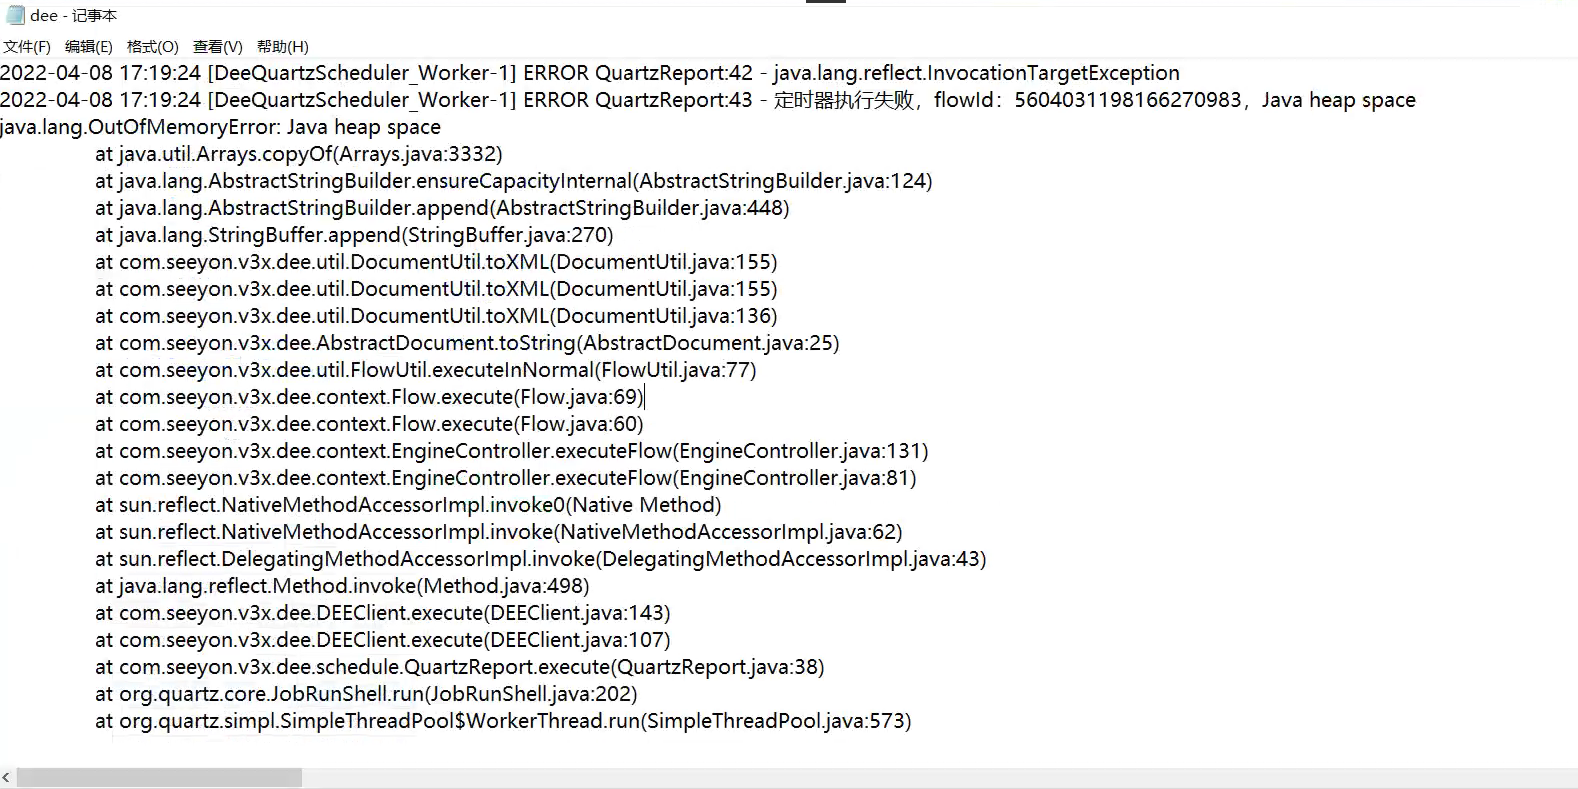 dee - 记事本
文件(F) 编辑(E) 格式(O) 查看(V) 帮助(H)
2022-04-08 17:19:24 [DeeQuartzScheduler_Worker-1] ERROR QuartzReport:42 - java.lang.reflect.InvocationTargetException
2022-04-08 17:19:24 [DeeQuartzScheduler_Worker-1] ERROR QuartzReport:43 - 定时器执行失败，flowId：5604031198166270983，Java heap space
java.lang.OutOfMemoryError: Java heap space
at java.util.Arrays.copyOf(Arrays.java:3332)
at java.lang.AbstractStringBuilder.ensureCapacityInternal(AbstractStringBuilder.java:124)
at java.lang.AbstractStringBuilder.append(AbstractStringBuilder.java:448)
at java.lang.StringBuffer.append(StringBuffer.java:270)
at com.seeyon.v3x.dee.util.DocumentUtil.toXML(DocumentUtil.java:155)
at com.seeyon.v3x.dee.util.DocumentUtil.toXML(DocumentUtil.java:155)
at com.seeyon.v3x.dee.util.DocumentUtil.toXML(DocumentUtil.java:136)
at com.seeyon.v3x.dee.AbstractDocument.toString(AbstractDocument.java:25)
at com.seeyon.v3x.dee.util.FlowUtil.executeInNormal(FlowUtil.java:77)
at com.seeyon.v3x.dee.context.Flow.execute(Flow.java:69)
at com.seeyon.v3x.dee.context.Flow.execute(Flow.java:60)
at com.seeyon.v3x.dee.context.EngineController.executeFlow(EngineController.java:131)
at com.seeyon.v3x.dee.context.EngineController.executeFlow(EngineController.java:81)
at sun.reflect.NativeMethodAccessorImpl.invoke0(Native Method)
at sun.reflect.NativeMethodAccessorImpl.invoke(NativeMethodAccessorImpl.java:62)
at sun.reflect.DelegatingMethodAccessorImpl.invoke(DelegatingMethodAccessorImpl.java:43)
at java.lang.reflect.Method.invoke(Method.java:498)
at com.seeyon.v3x.dee.DEEClient.execute(DEEClient.java:143)
at com.seeyon.v3x.dee.DEEClient.execute(DEEClient.java:107)
at com.seeyon.v3x.dee.schedule.QuartzReport.execute(QuartzReport.java:38)
at org.quartz.core.JobRunShell.run(JobRunShell.java:202)
at org.quartz.simpl.SimpleThreadPool$WorkerThread.run(SimpleThreadPool.java:573)